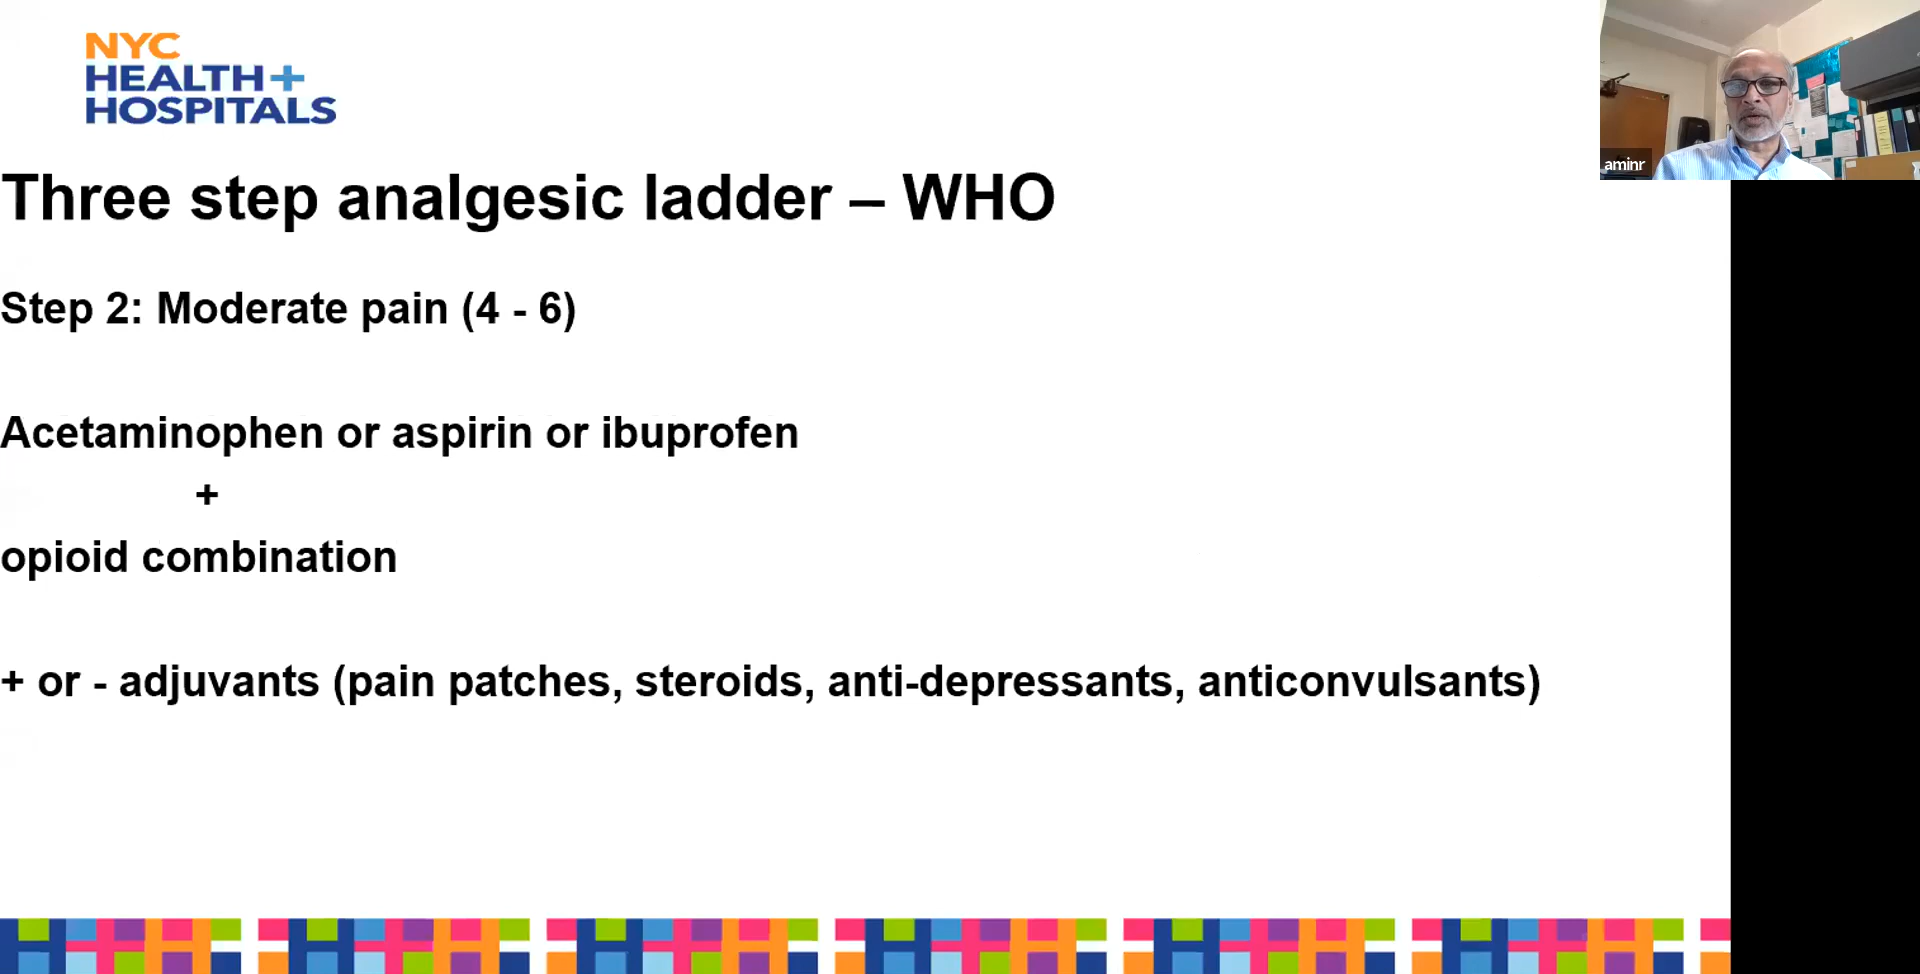 NYC
HEALTH+
HOSPITALS
aminr
Three step analgesic ladder – WHO
Step 2: Moderate pain (4 - 6)
Acetaminophen or aspirin or ibuprofen
+
opioid combination
+ or - adjuvants (pain patches, steroids, anti-depressants, anticonvulsants)